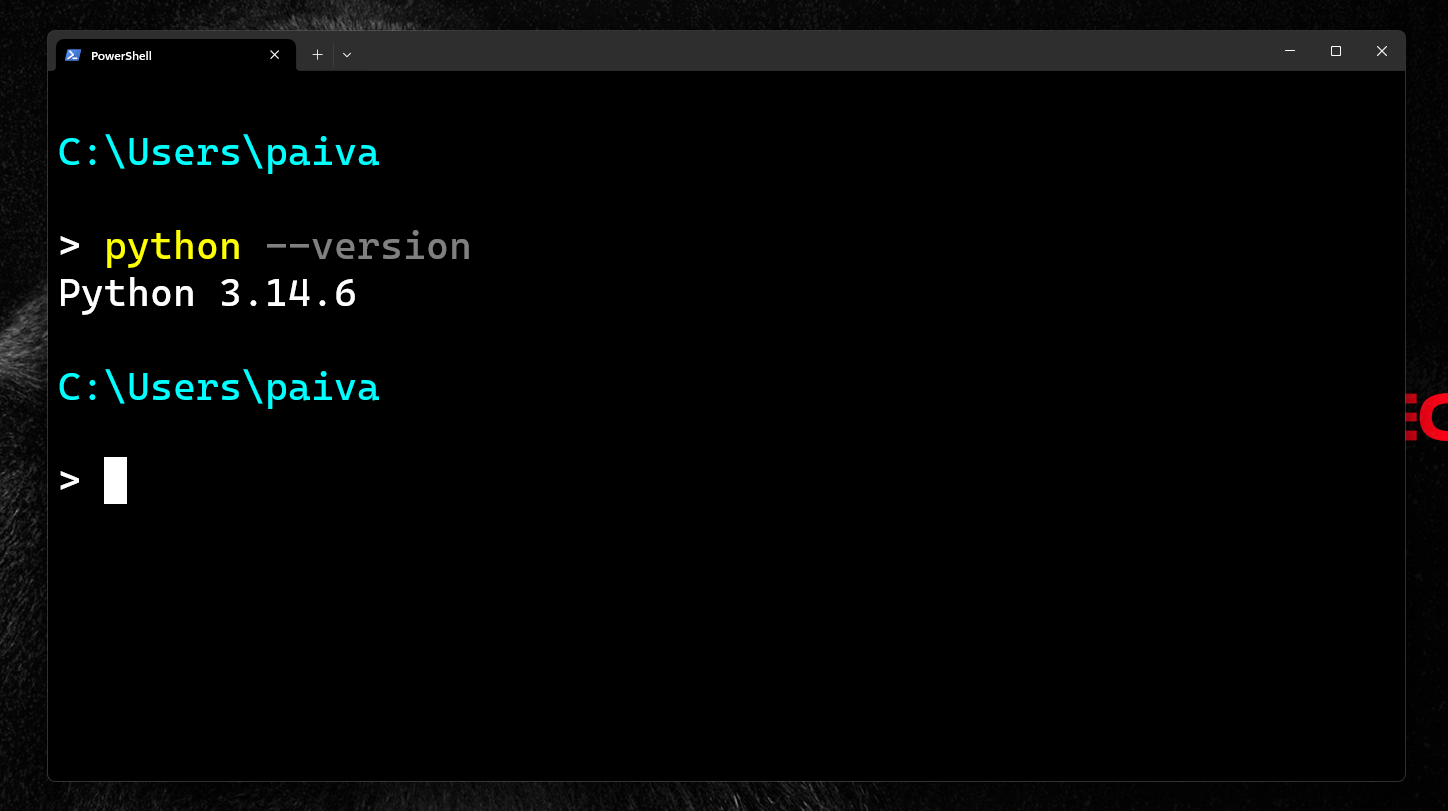 PowerShell
C:\Users\paiva
> python --version
Python 3.14.6
C:\Users\paiva
>